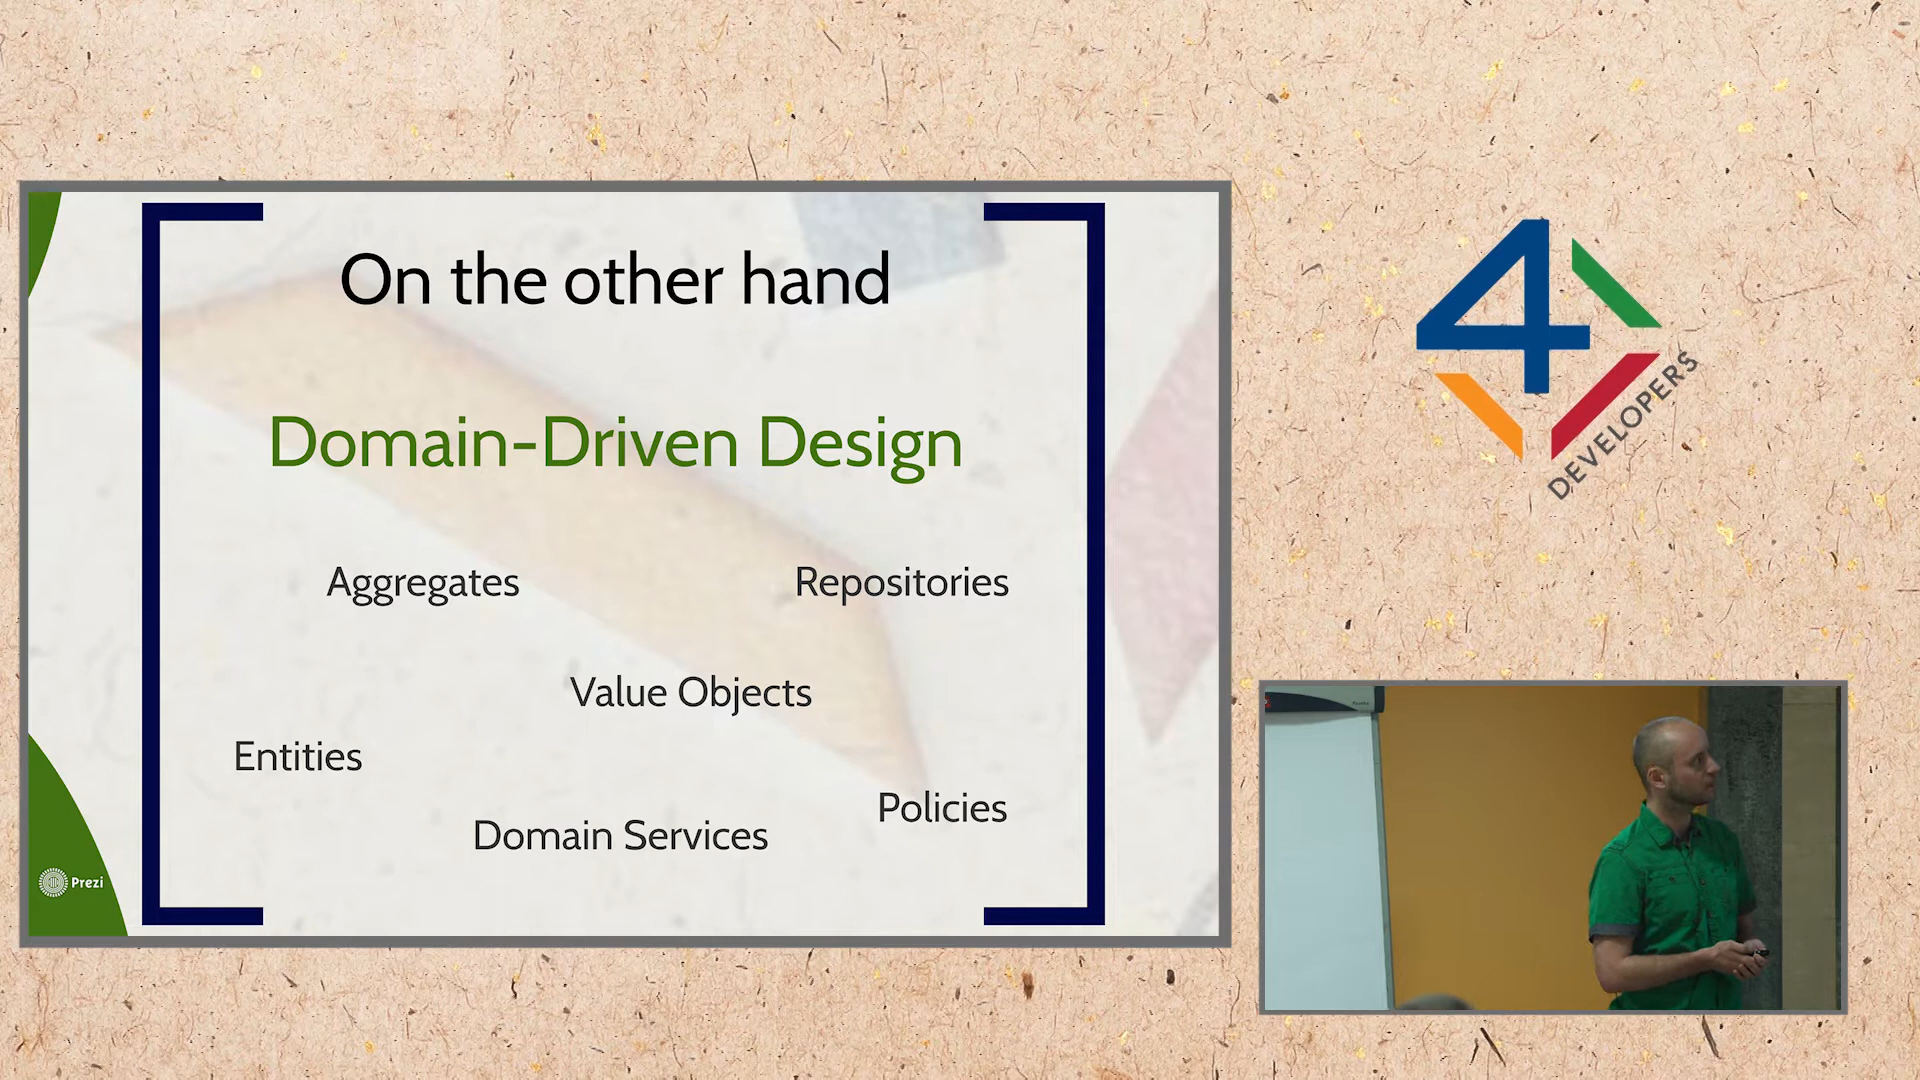 On the other hand
Domain-Driven Design
Aggregates
Repositories
Value Objects
Entities
Policies
Domain Services
Prezi
4
DEVELOPERS